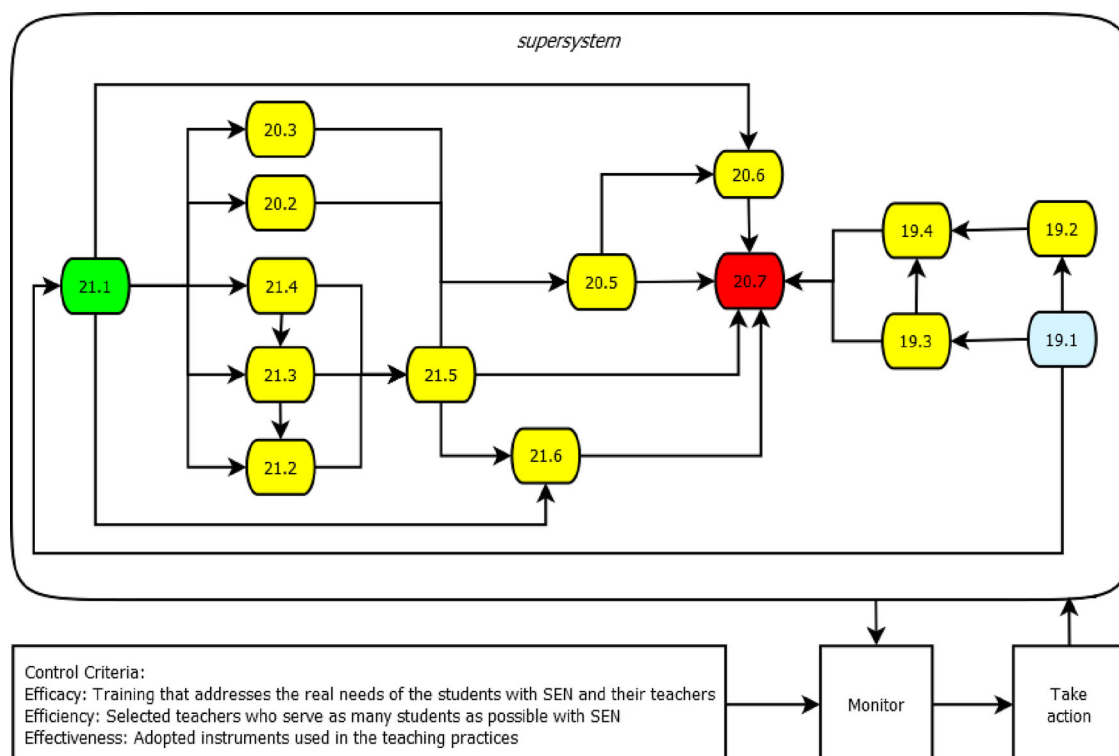 supersystem
20.3
20.6
20.2
19.4
19.2
21.1
21.4
20.5
20.7
19.3
19.1
21.3
21.5
21.6
21.2
Control Criteria:
Efficacy: Training that addresses the real needs of the students with SEN and their teachers
Efficiency: Selected teachers who serve as many students as possible with SEN
Effectiveness: Adopted instruments used in the teaching practices
Monitor
Take
action